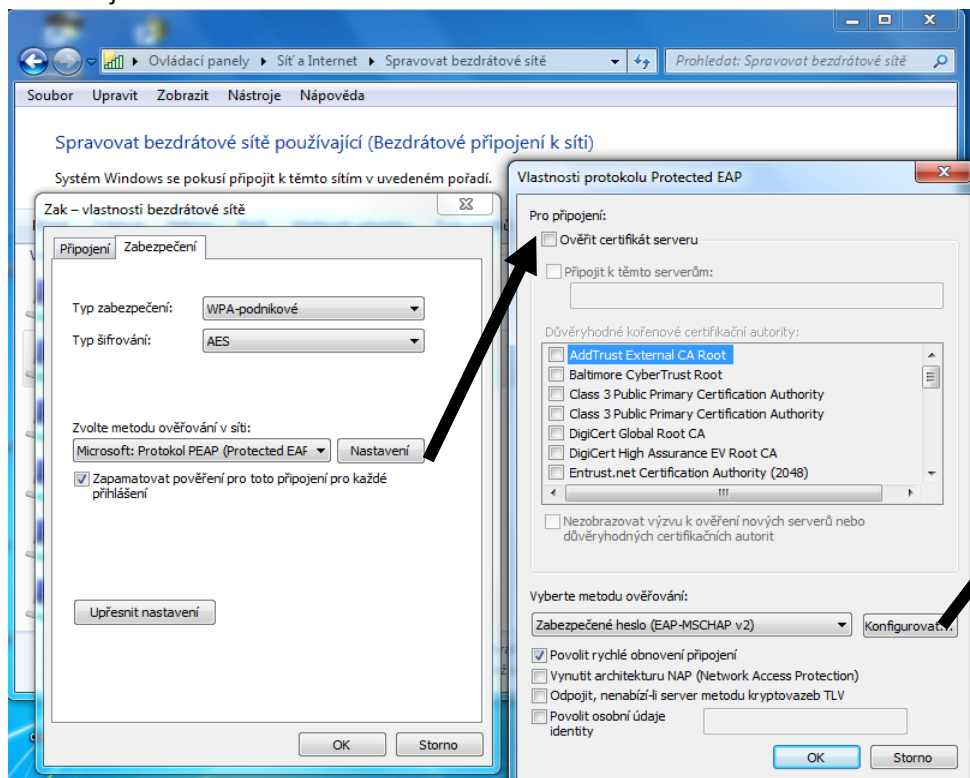 Ovládací panely ▸ Síť a Internet ▸ Spravovat bezdrátové sítě
Prohledat: Spravovat bezdrátové sítě
Soubor Upravit Zobrazit Nástroje Nápověda
Spravovat bezdrátové sítě používající (Bezdrátové připojení k síti)
Systém Windows se pokusí připojit k těmto sítím v uvedeném pořadí.
Zak – vlastnosti bezdrátové sítě
Připojení Zabezpečení
Typ zabezpečení: WPA-podnikové
Typ šifrování: AES
Zvolte metodu ověřování v síti:
Microsoft: Protokol PEAP (Protected EAF Nastavení
Zapamatovat pověření pro toto připojení pro každé
přihlášení
Upřesnit nastavení
OK Storno
Vlastnosti protokolu Protected EAP
Pro připojení:
Ověřit certifikát serveru
Připojit k těmto serverům:
Důvěryhodné kořenové certifikační autority:
AddTrust External CA Root
Baltimore CyberTrust Root
Class 3 Public Primary Certification Authority
Class 3 Public Primary Certification Authority
DigiCert Global Root CA
DigiCert High Assurance EV Root CA
Entrust.net Certification Authority (2048)
Nezobrazovat výzvu k ověření nových serverů nebo
důvěryhodných certifikačních autorit
Vyberte metodu ověřování:
Zabezpečené heslo (EAP-MSCHAP v2) Konfigurovat...
Povolit rychlé obnovení připojení
Vynutit architekturu NAP (Network Access Protection)
Odpojit, nenabízí-li server metodu kryptovazeb TLV
Povolit osobní údaje
identity
OK Storno